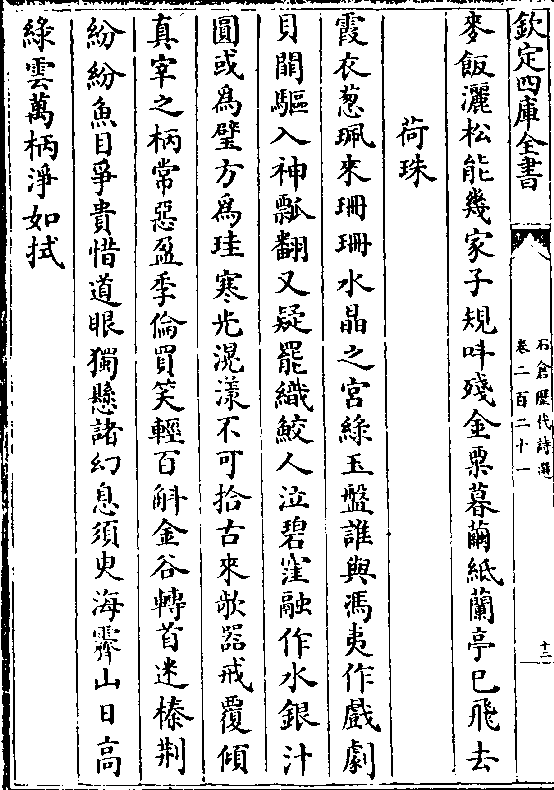 欽定四庫全書
石倉歷代詩選
卷二百二十一
十二
麥飯灑松能幾家子規呌殘金粟暮繭紙蘭亭已飛去
荷珠
霞衣葱珮來珊珊水晶之宫綠玉盤誰與馮夷作戲劇
貝闕驅入神瓢翻又疑罷織鮫人泣碧窪融作水銀汁
圓或為璧方為珪寒光滉漾不可拾古來欹器戒覆傾
真宰之柄常惡盈季倫買笑輕百斛金谷轉首迷榛荆
紛紛魚目爭貴惜道眼獨懸諸幻息須臾海霽山日高
綠雲萬柄淨如拭